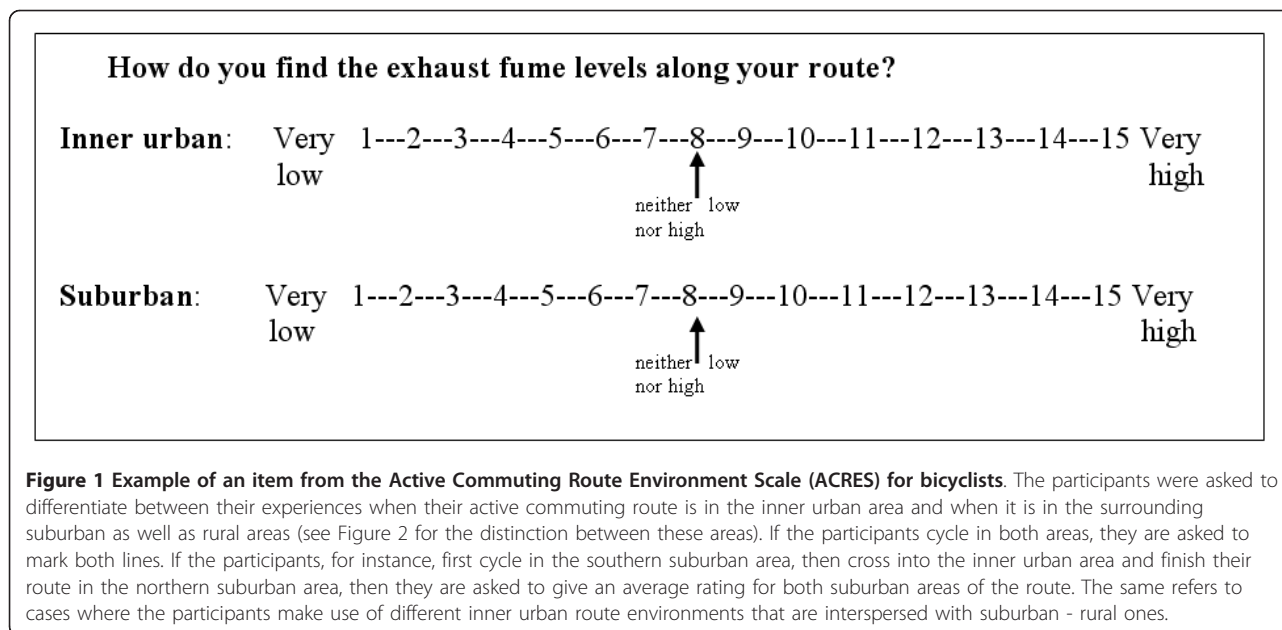 How do you find the exhaust fume levels along your route?
Inner urban: Very low 1---2---3---4---5---6---7---8---9---10---11---12---13---14---15 Very high
neither low
nor high
Suburban: Very low 1---2---3---4---5---6---7---8---9---10---11---12---13---14---15 Very high
neither low
nor high
Figure 1 Example of an item from the Active Commuting Route Environment Scale (ACRES) for bicyclists. The participants were asked to
differentiate between their experiences when their active commuting route is in the inner urban area and when it is in the surrounding
suburban as well as rural areas (see Figure 2 for the distinction between these areas). If the participants cycle in both areas, they are asked to
mark both lines. If the participants, for instance, first cycle in the southern suburban area, then cross into the inner urban area and finish their
route in the northern suburban area, then they are asked to give an average rating for both suburban areas of the route. The same refers to
cases where the participants make use of different inner urban route environments that are interspersed with suburban - rural ones.